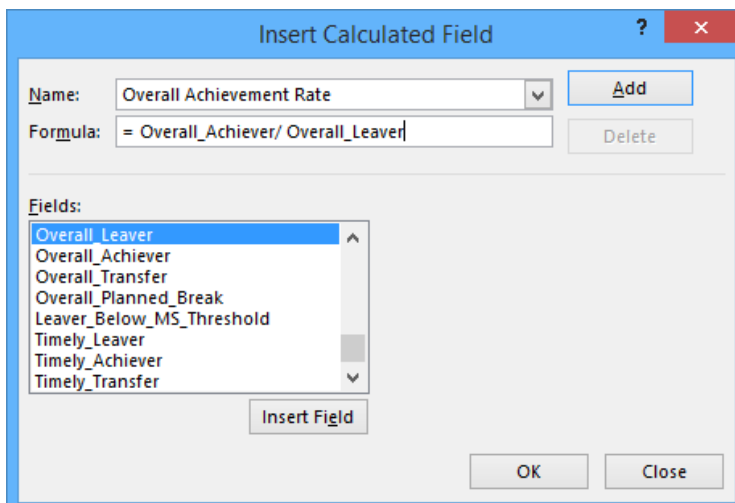 Insert Calculated Field
? ×
Name: Overall Achievement Rate Add
Formula: = Overall_Achiever/ Overall_Leaver Delete
Fields:
Overall_Leaver
Overall_Achiever
Overall_Transfer
Overall_Planned_Break
Leaver_Below_MS_Threshold
Timely_Leaver
Timely_Achiever
Timely_Transfer
Insert Field
OK Close